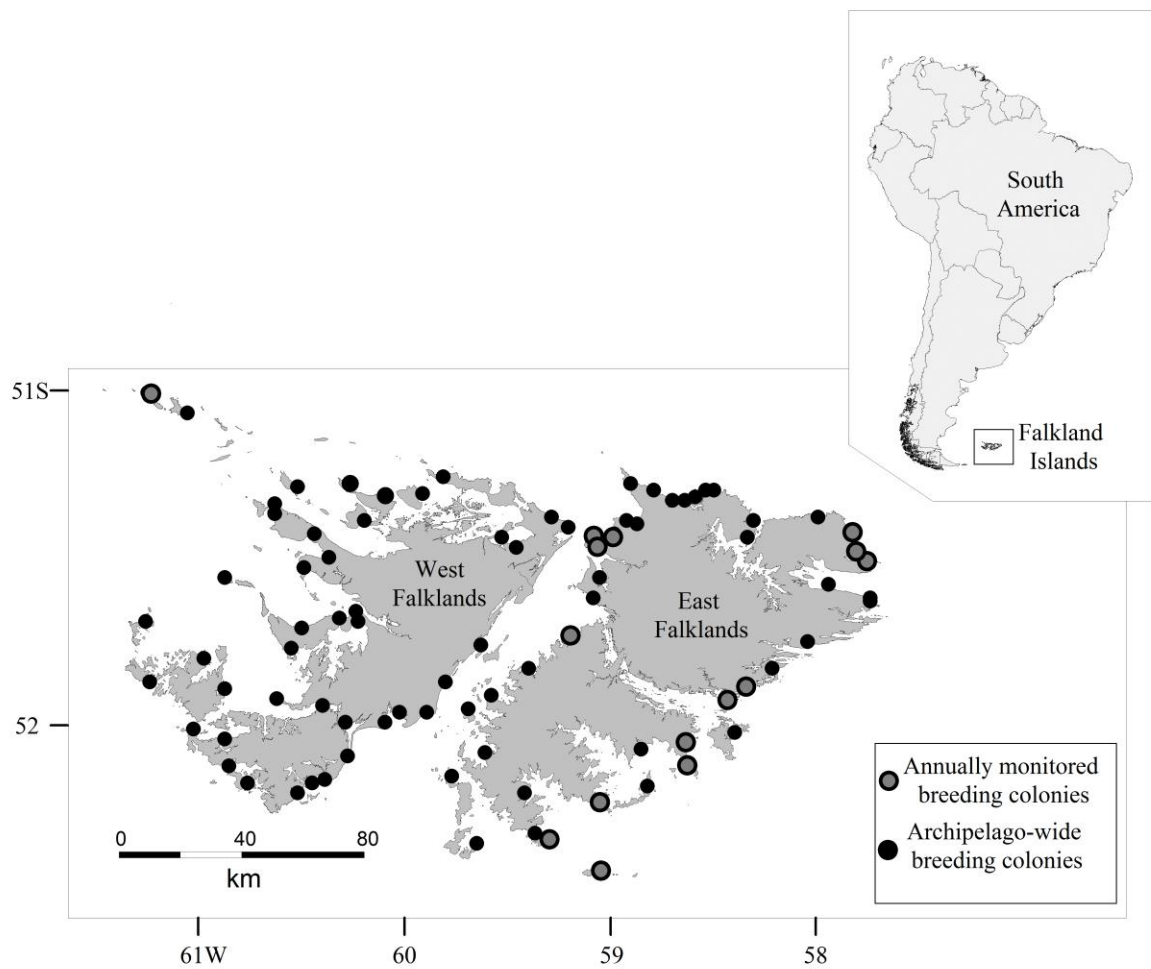 South
America
Falkland
Islands
51S
West
Falklands
East
Falklands
52
0 40 80
km
Annually monitored
breeding colonies
Archipelago-wide
breeding colonies
61W 60 59 58